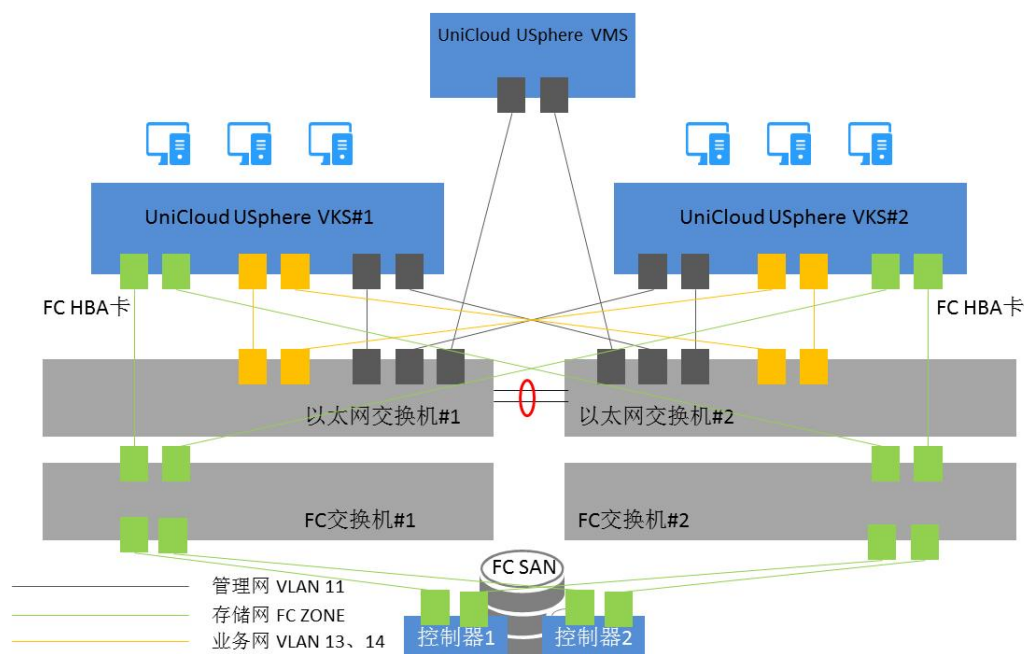 UniCloud USphere VMS
UniCloud USphere VKS#1
UniCloud USphere VKS#2
FC HBA卡
FC HBA卡
以太网交换机#1
以太网交换机#2
FC交换机#1
FC交换机#2
FC SAN
管理网 VLAN 11
存储网 FC ZONE
业务网 VLAN 13、14
控制器1
控制器2